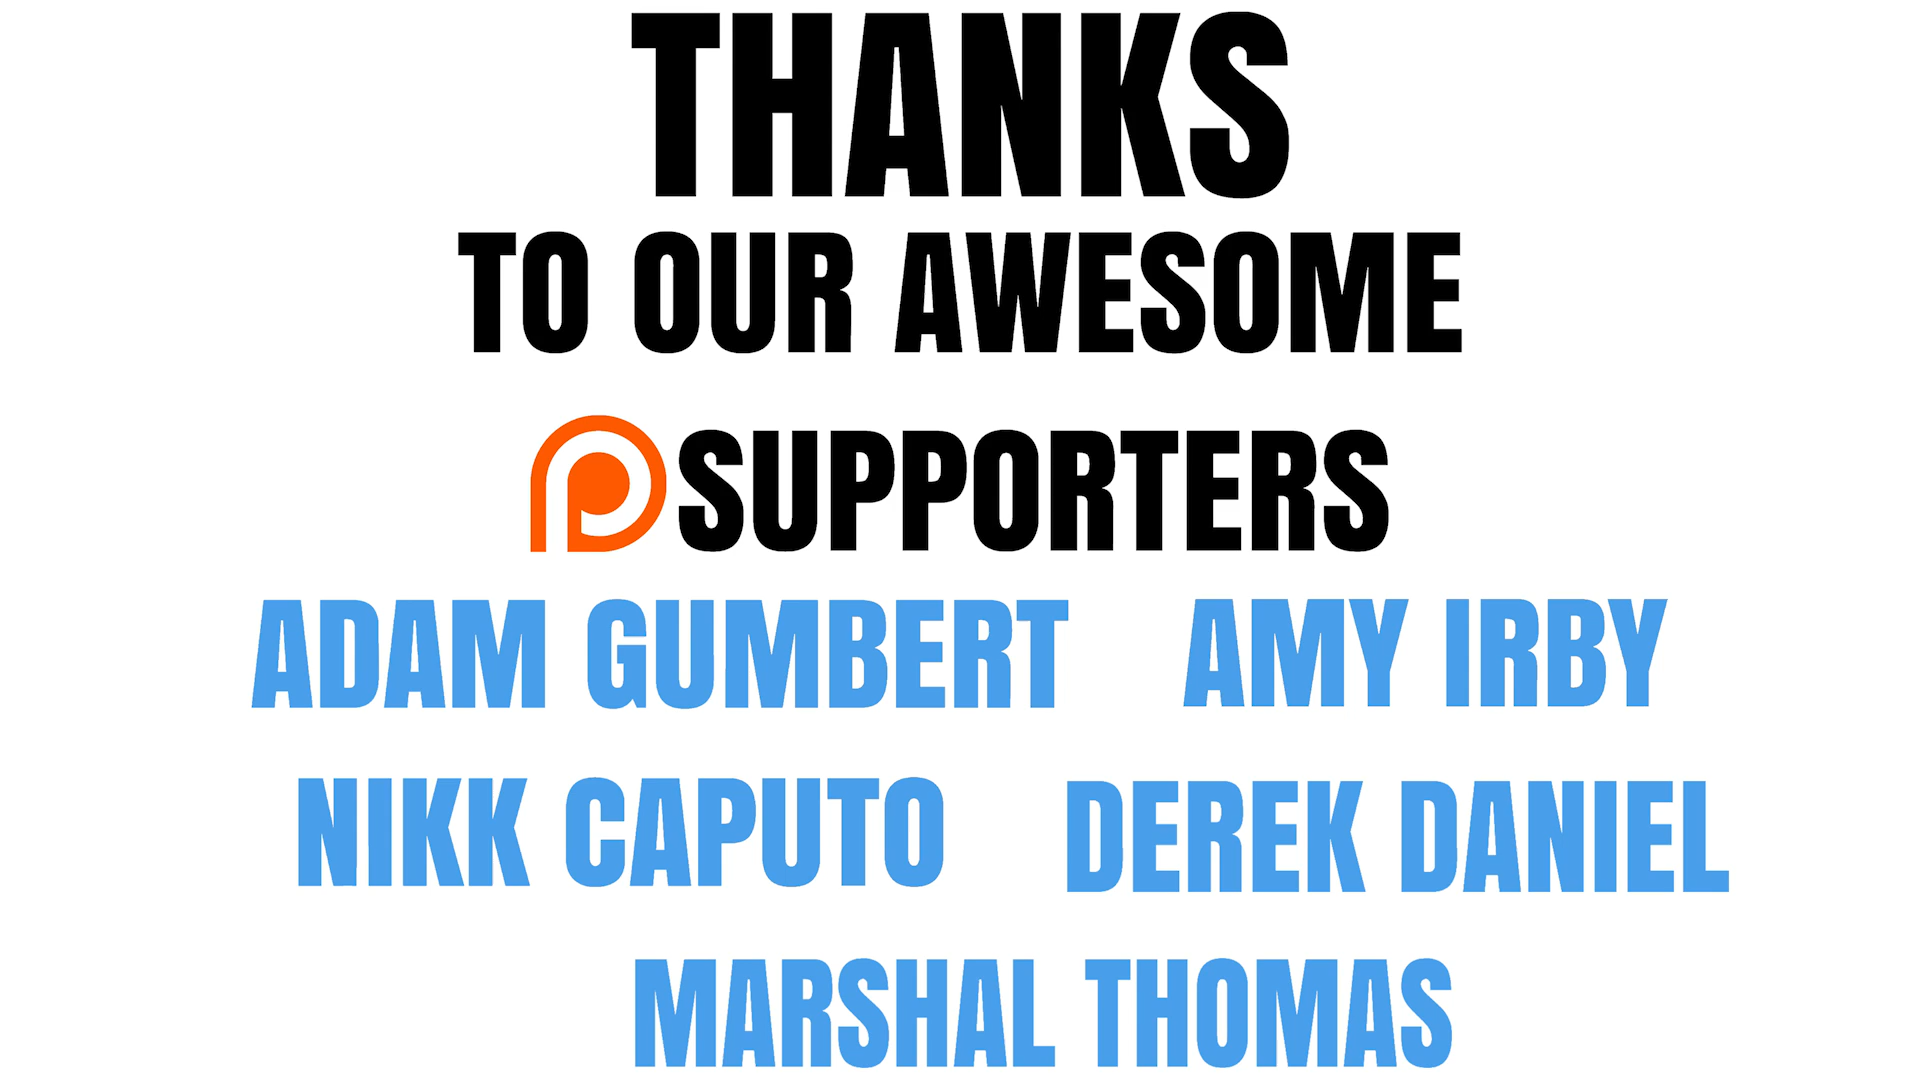 THANKS
TO OUR AWESOME
SUPPORTERS
ADAM GUMBERT AMY IRBY
NIKK CAPUTO DEREK DANIEL
MARSHAL THOMAS